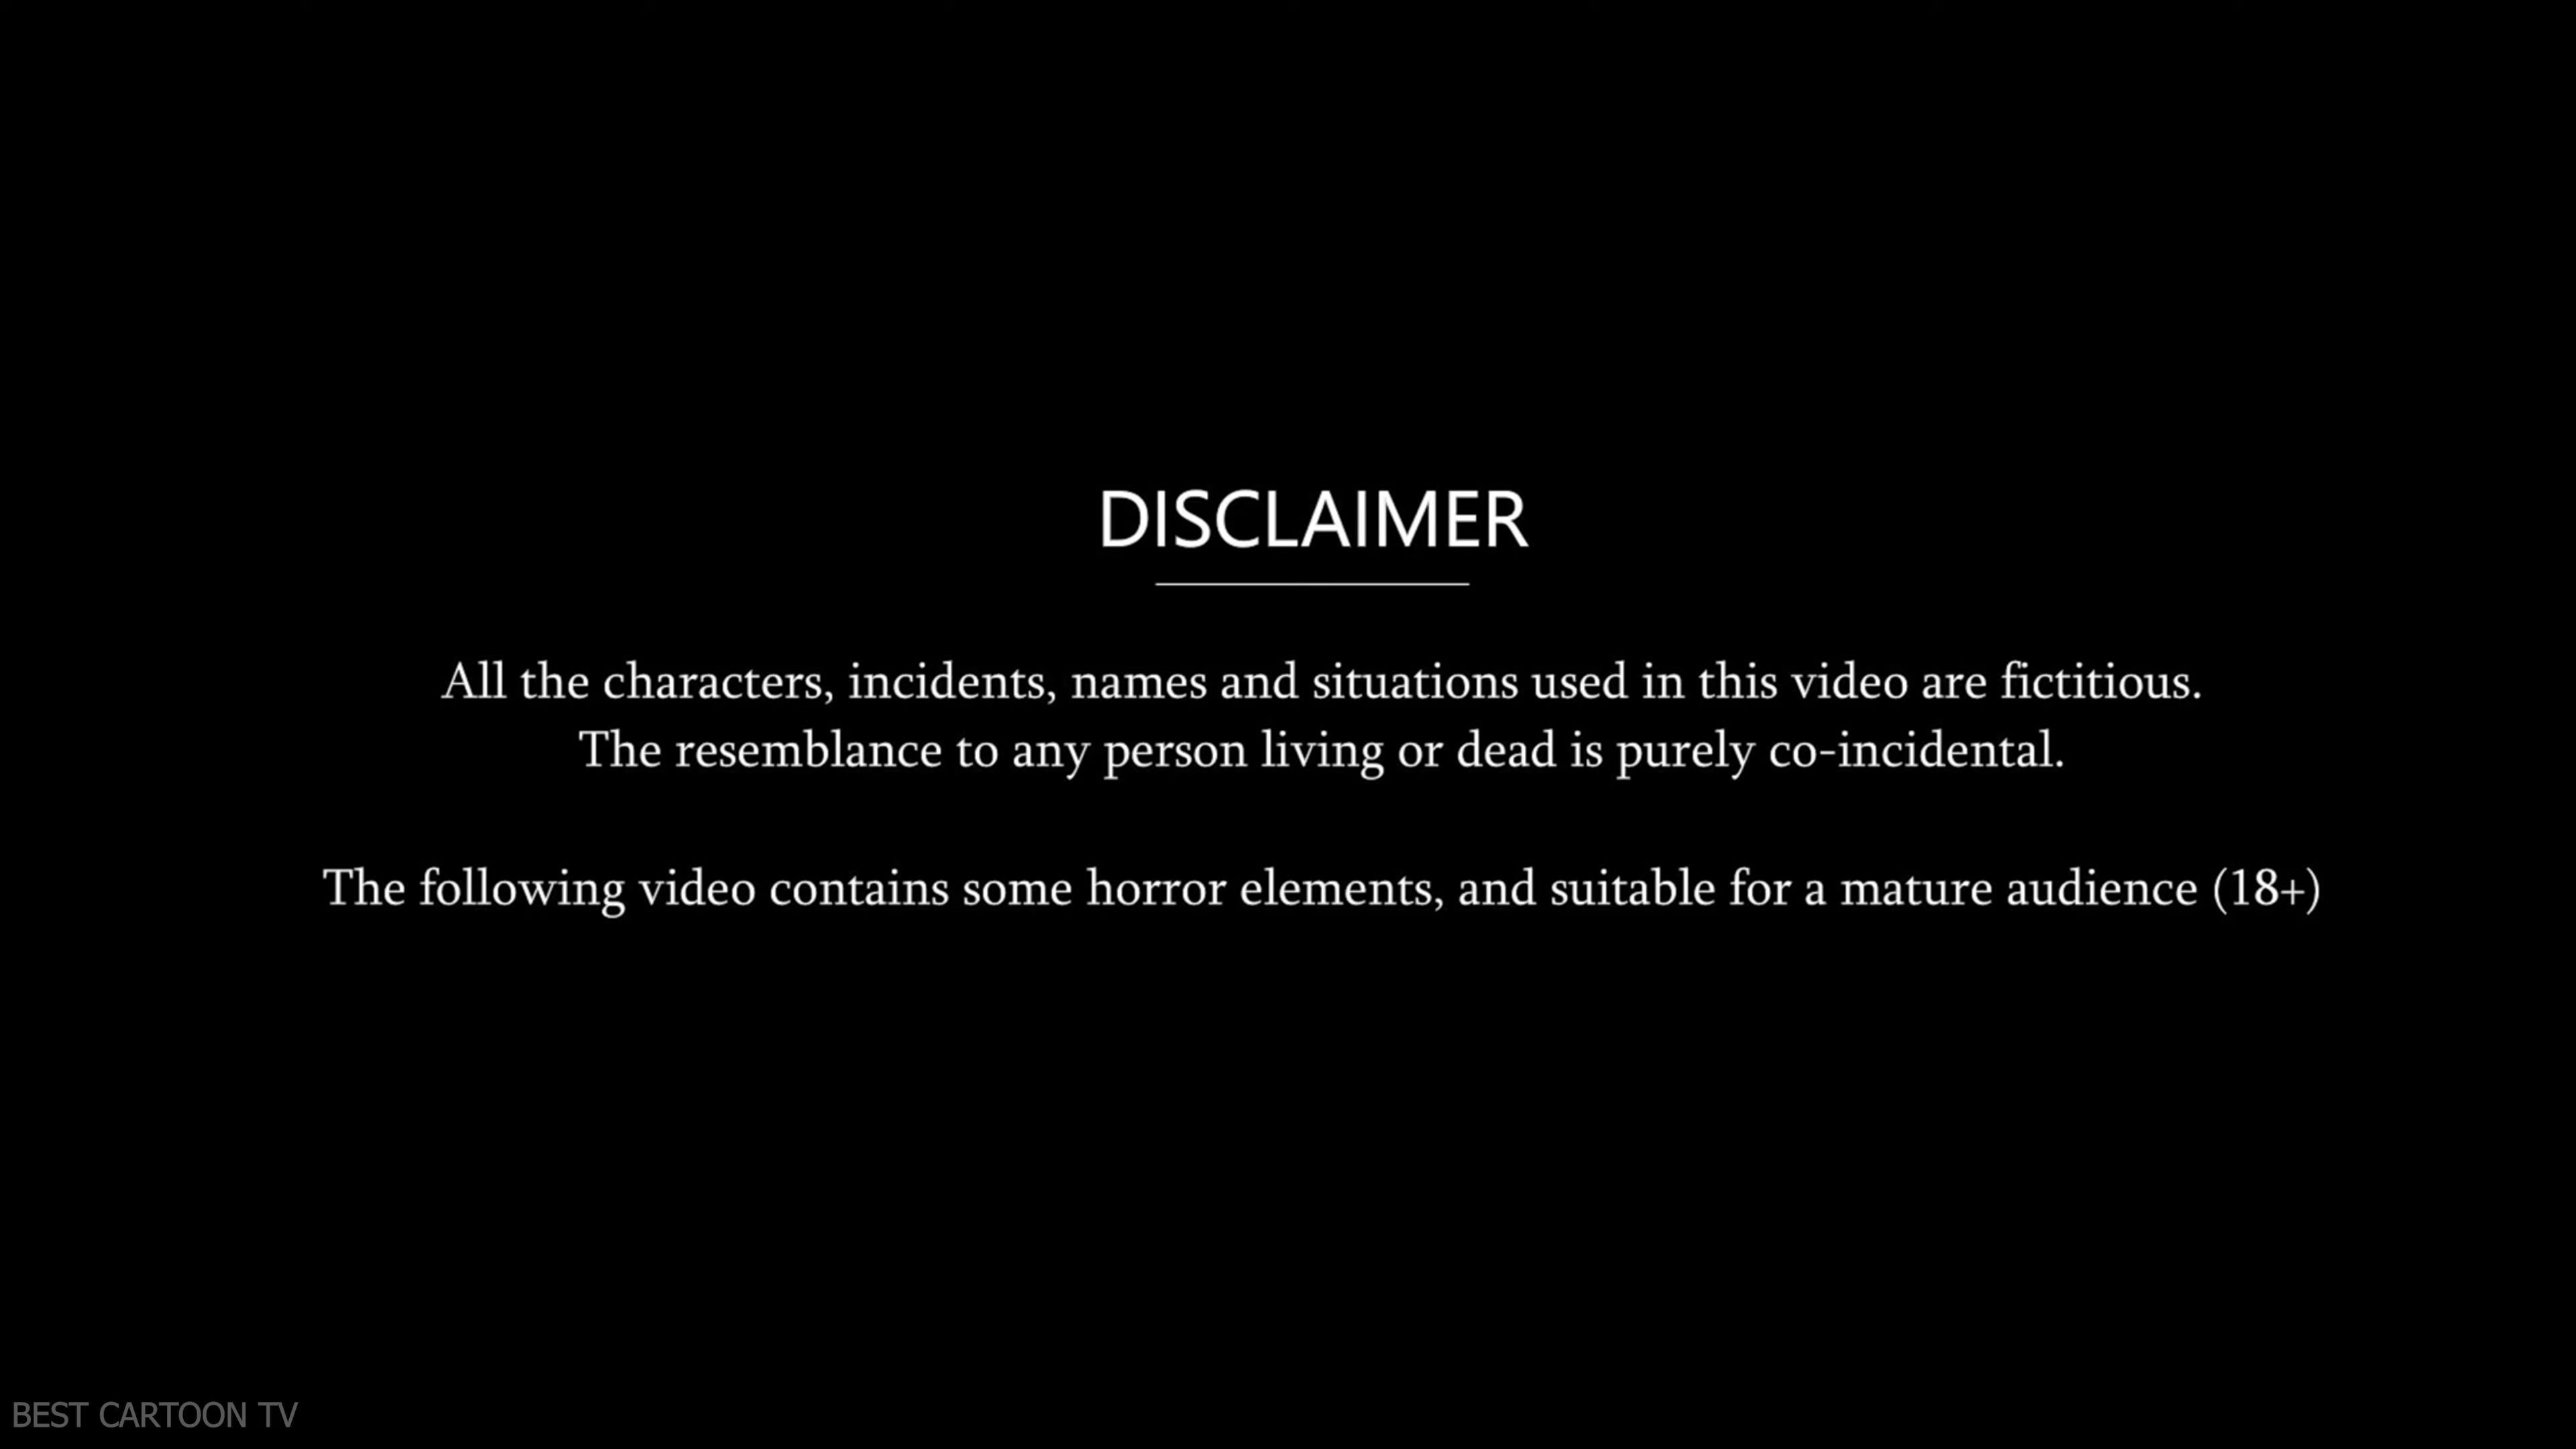 DISCLAIMER
All the characters, incidents, names and situations used in this video are fictitious.
The resemblance to any person living or dead is purely co-incidental.
The following video contains some horror elements, and suitable for a mature audience (18+)
BEST CARTOON TV